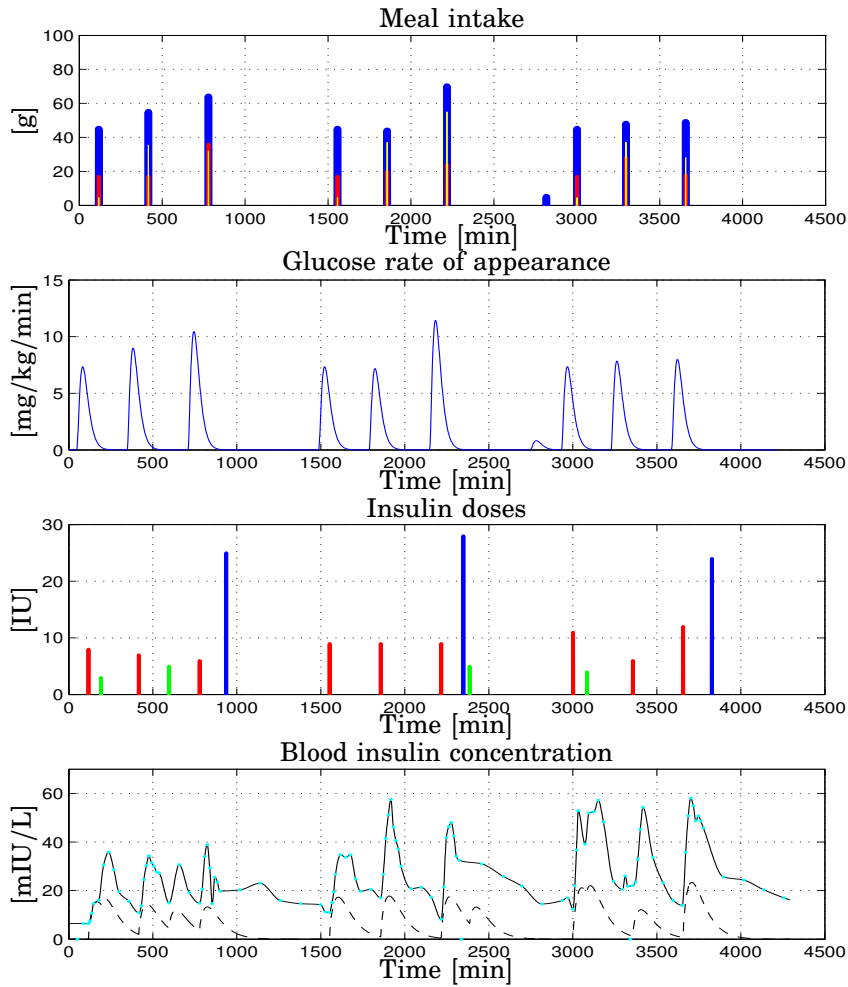 Meal intake
[g]
100
80
60
40
20
0
0 500 1000 1500 2000 2500 3000 3500 4000 4500
Time [min]
Glucose rate of appearance
[mg/kg/min]
15
10
5
0
0 500 1000 1500 2000 2500 3000 3500 4000 4500
Time [min]
Insulin doses
[IU]
30
20
10
0
0 500 1000 1500 2000 2500 3000 3500 4000 4500
Time [min]
Blood insulin concentration
[mIU/L]
60
40
20
0
0 500 1000 1500 2000 2500 3000 3500 4000 4500
Time [min]